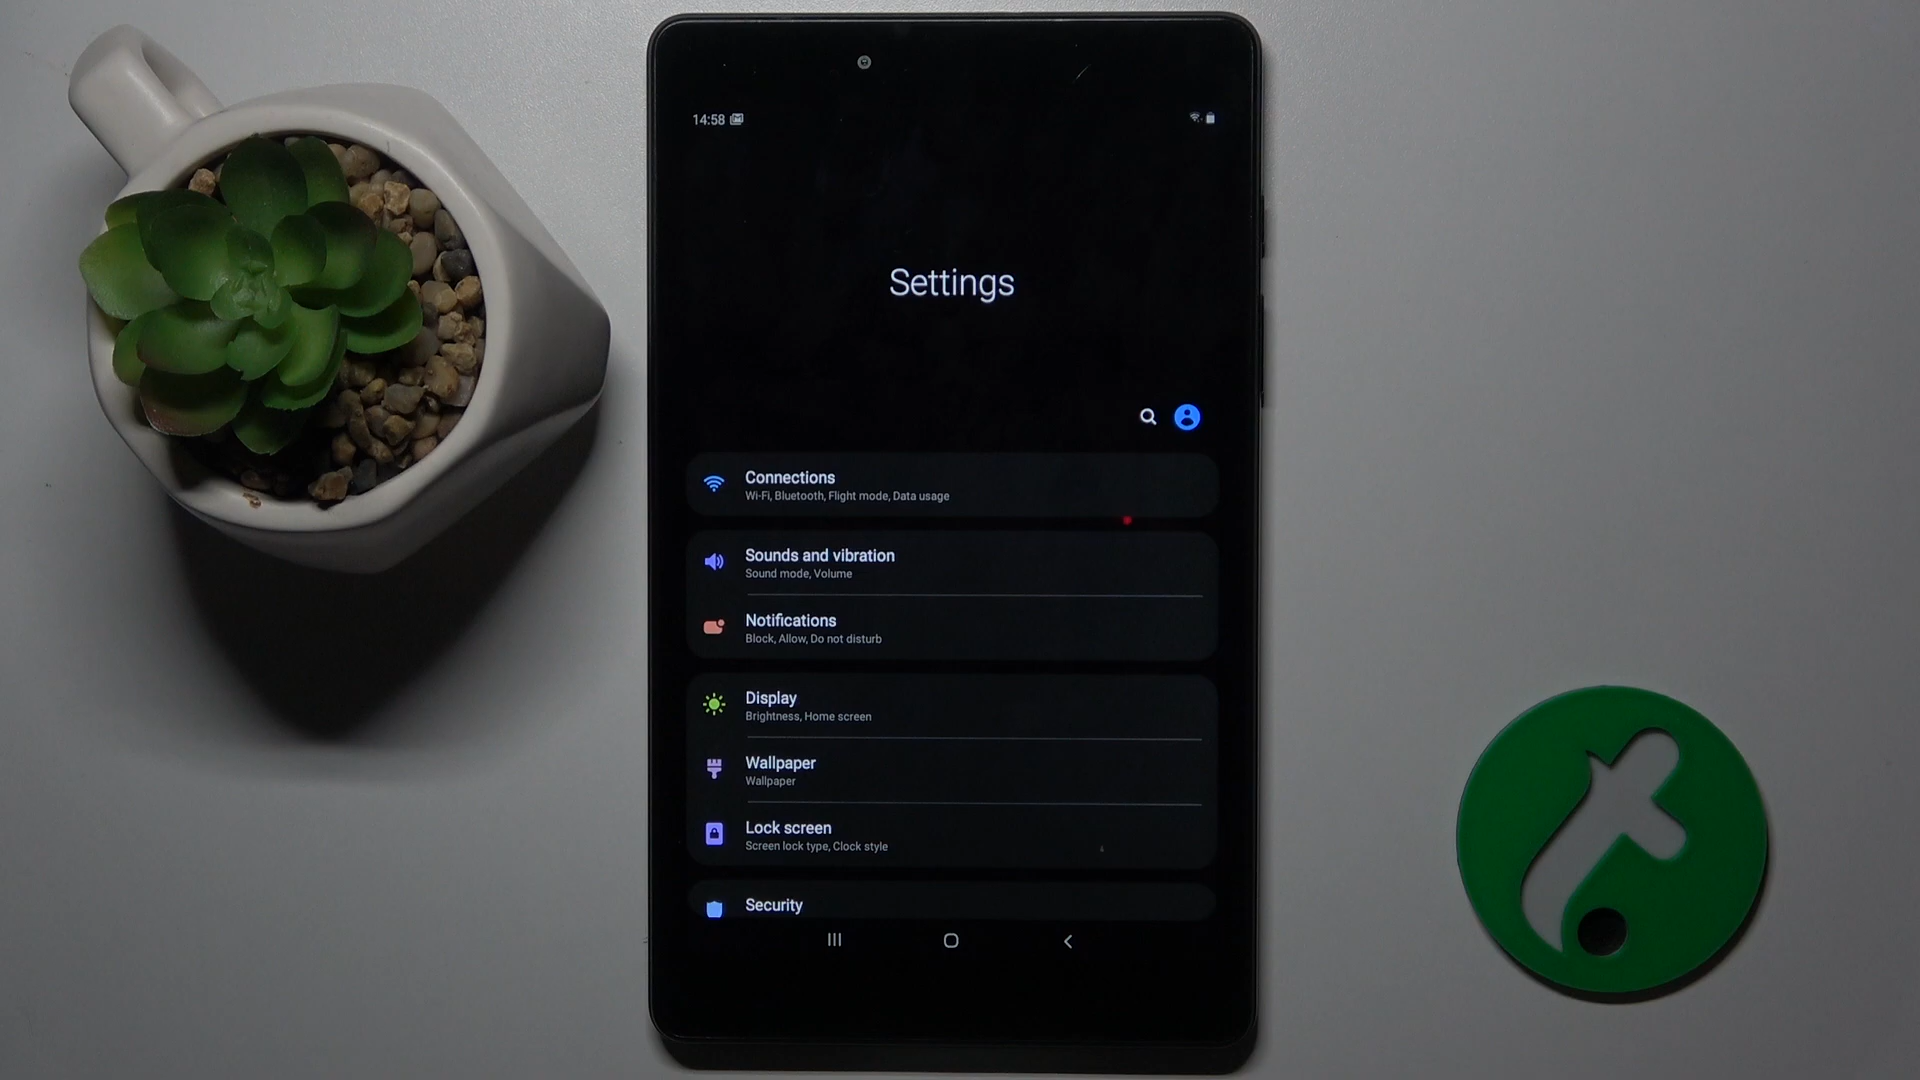 14:58
Settings
Connections
Wi-Fi, Bluetooth, Flight mode, Data usage
Sounds and vibration
Sound mode, Volume
Notifications
Block, Allow, Do not disturb
Display
Brightness, Home screen
Wallpaper
Wallpaper
Lock screen
Screen lock type, Clock style
Security